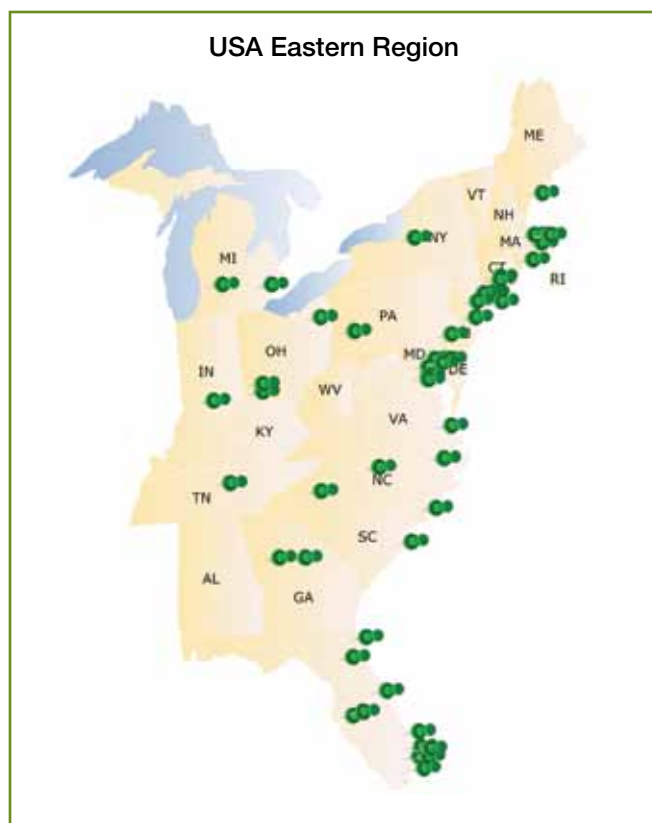 USA Eastern Region
ME
VT
NH
NY
MA
MI
CT
RI
PA
OH
MD
IN
DE
WV
VA
KY
NC
TN
SC
AL
GA